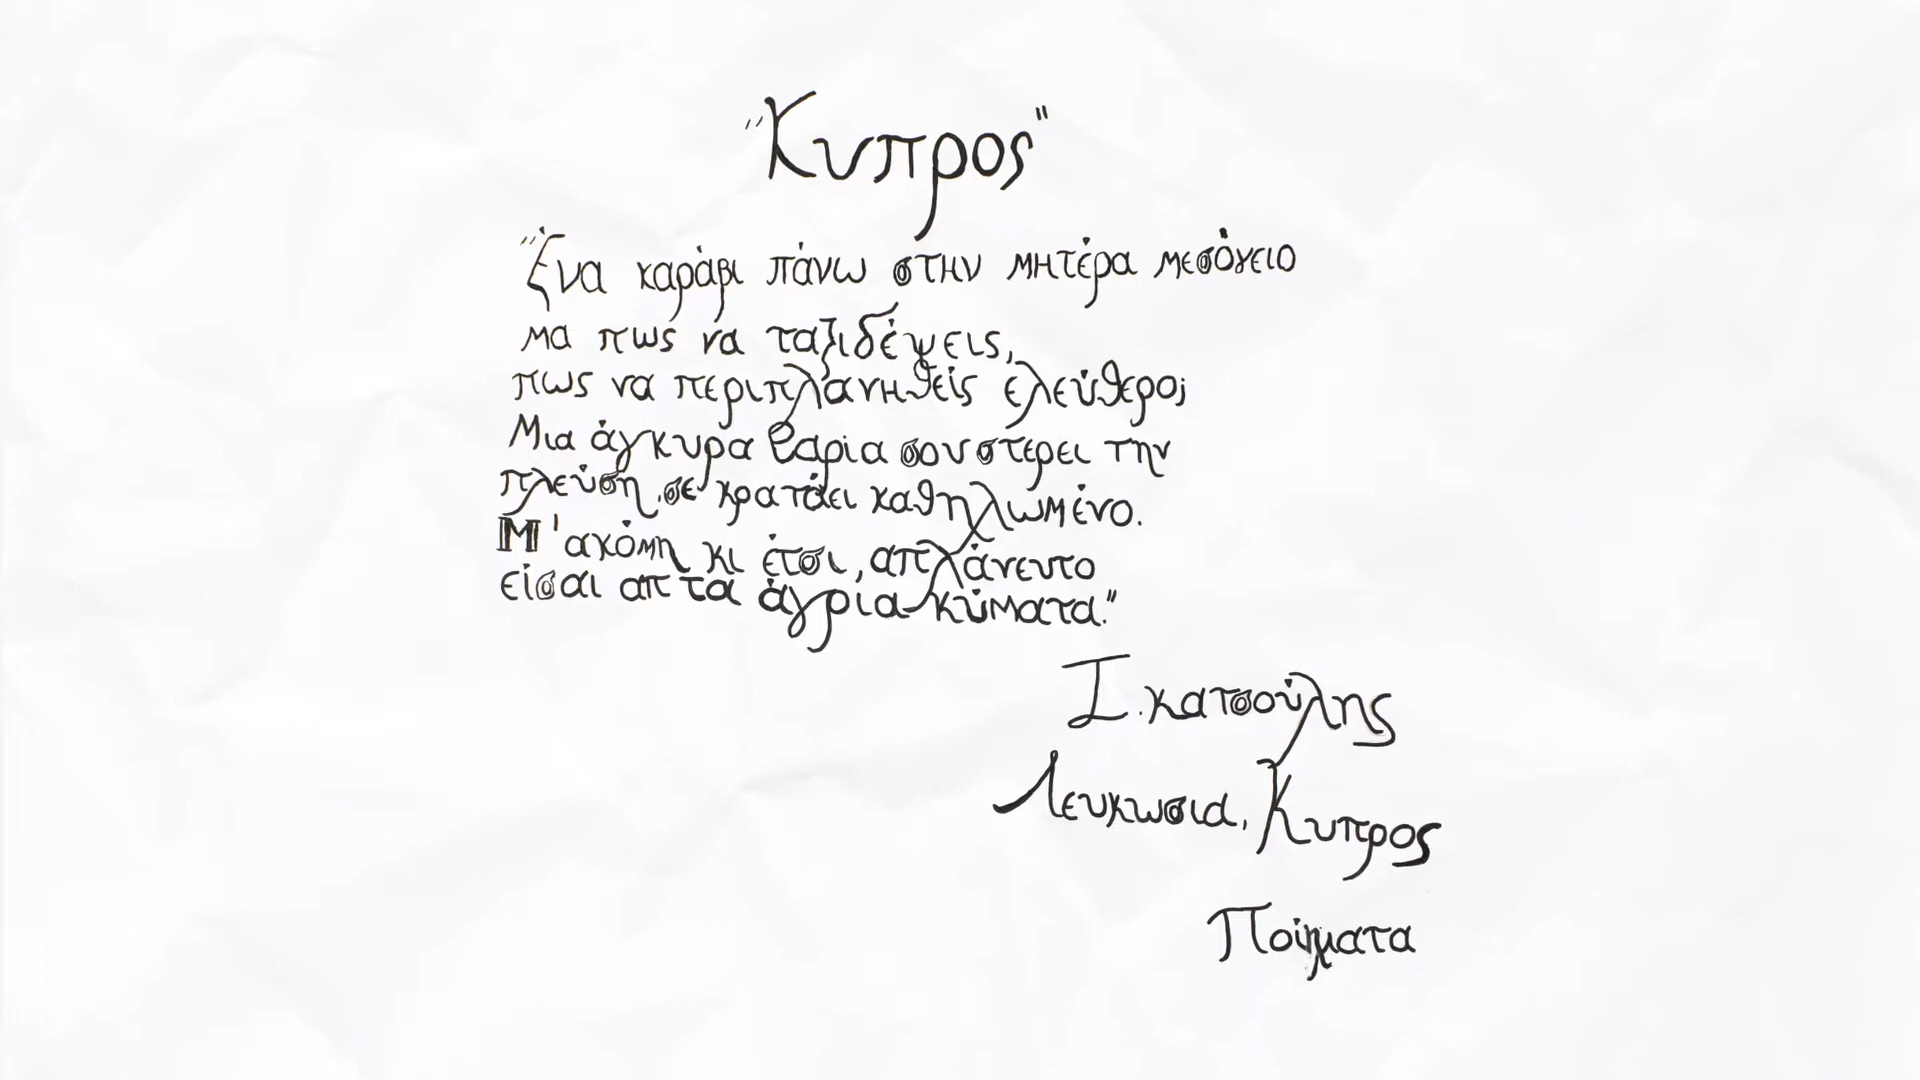 "Κυπρος"
"Ένα καράβι πάνω στην μητέρα μεσόγειο
μα πως να ταξιδέψεις,
πως να περιπλανηθείς ελεύθερο;
Μια άγκυρα βαρια σου στερει την
πλεύση, σε κρατάει καθηλωμένο.
Μ'ακόμη κι έτσι, απλάνευτο
είσαι απ τα άγρια κύματα."
Ι. κατσούλης
Λευκωσια, Κυπρος
Ποίηματα